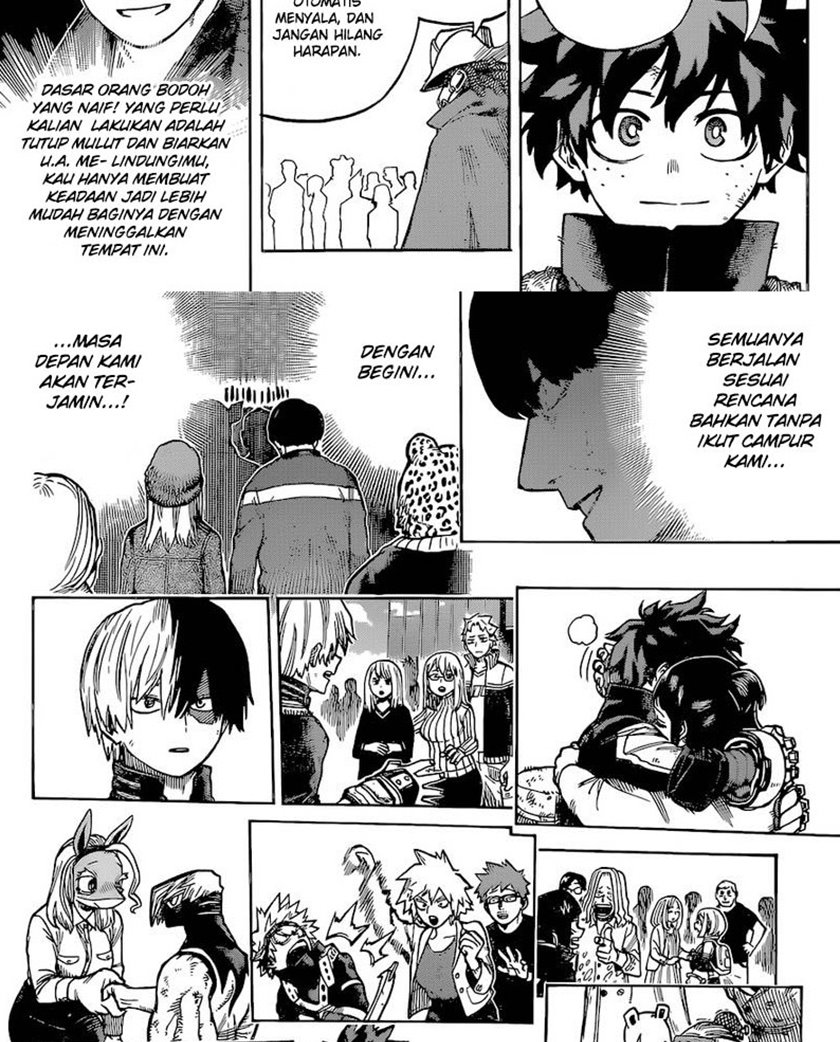 OTOMATIS
MENYALA, DAN
JANGAN HILANG
HARAPAN.
DASAR ORANG BODOH
YANG NAIF! YANG PERLU
KALIAN LAKUKAN ADALAH
TUTUP MULUT DAN BIARKAN
U.A. ME- LINDUNGIMU,
KAU HANYA MEMBUAT
KEADAAN JADI LEBIH
MUDAH BAGINYA DENGAN
MENINGGALKAN
TEMPAT INI.
SEMUANYA
BERJALAN
SESUAI
RENCANA
BAHKAN TANPA
IKUT CAMPUR
KAMI...
DENGAN
BEGINI...
...MASA
DEPAN KAMI
AKAN TER-
JAMIN...!